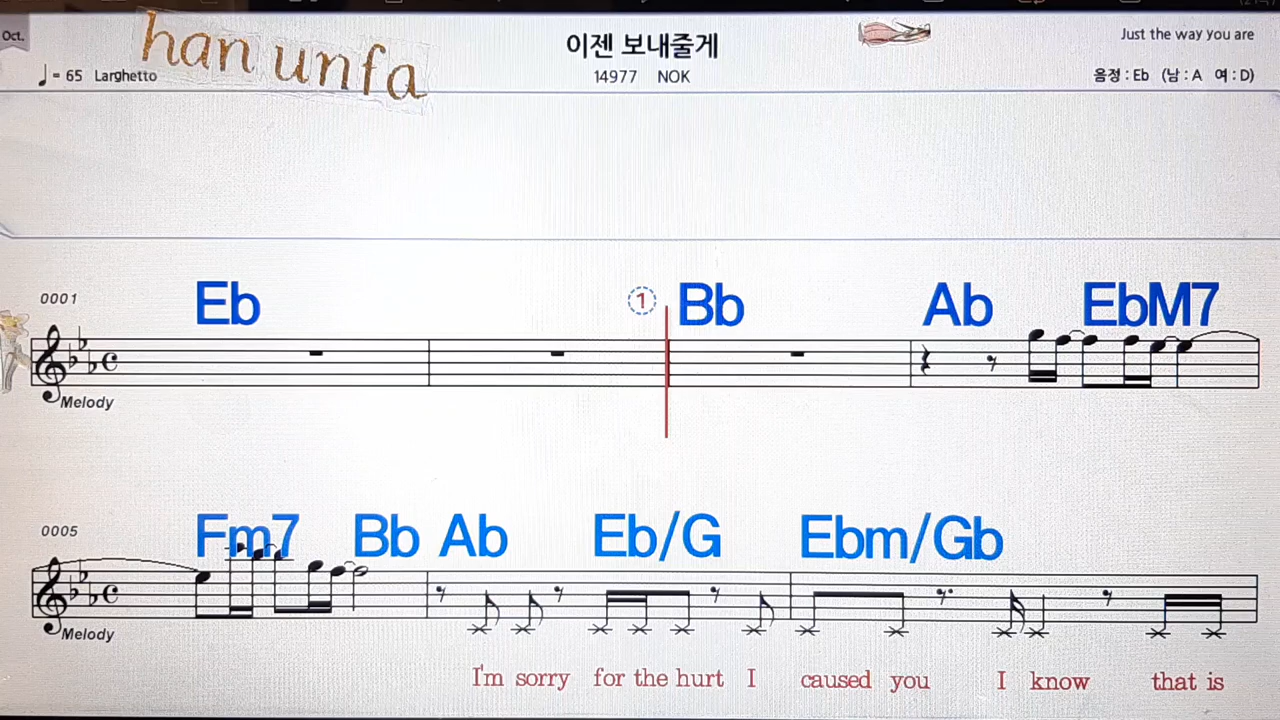 Oct.
han unfa
이젠 보내줄게
Just the way you are
♩= 65 Larghetto
14977 NOK
음정 : Eb (남 : A 여 : D)
0001
Eb ① Bb Ab EbM7
Melody
0005
Fm7 Bb Ab Eb/G Ebm/Gb
Melody
I'm sorry for the hurt I caused you I know that is